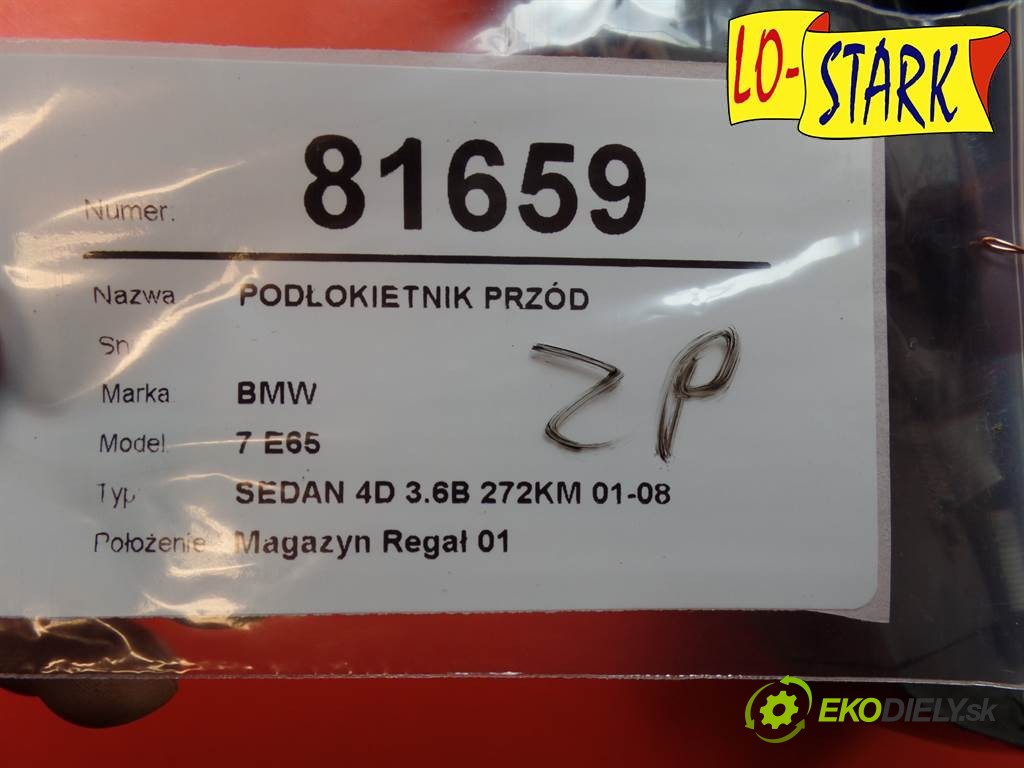 LO-STARK
Numer: 81659
Nazwa PODŁOKIETNIK PRZÓD
Sn
ZP
Marka BMW
Model 7 E65
Typ SEDAN 4D 3.6B 272KM 01-08
Położenie Magazyn Regał 01
EKODIELY.sk